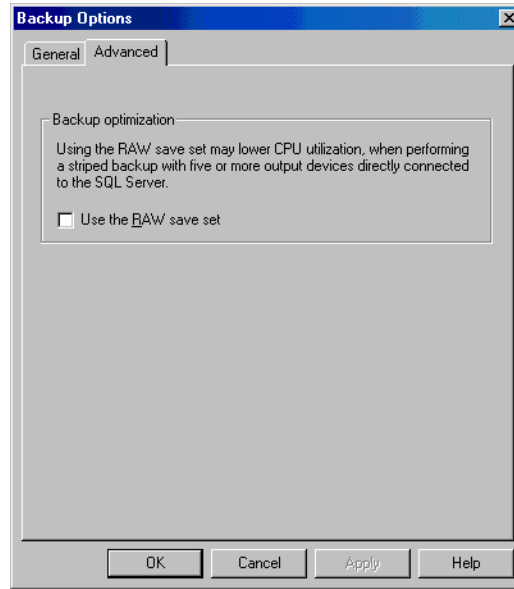 Backup Options
General Advanced
Backup optimization
Using the RAW save set may lower CPU utilization, when performing
a striped backup with five or more output devices directly connected
to the SQL Server.
Use the RAW save set
OK Cancel Apply Help